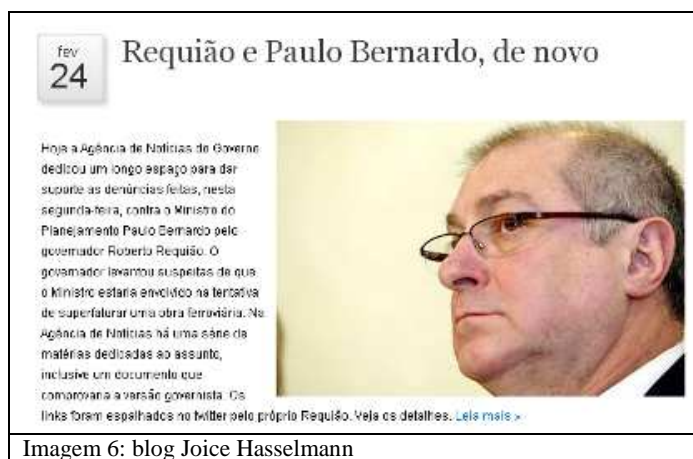 fev
24
Requião e Paulo Bernardo, de novo
Hoje a Agência de Notícias do Governo
dedicou um longo espaço para dar
suporte as denúncias feitas, nesta
segunda-feira, contra o Ministro do
Planejamento Paulo Bernardo pelo
governador Roberto Requião. O
governador levantou suspeitas de que
o Ministro estaria envolvido na tentativa
de superfaturar uma obra ferroviária. Na
Agência de Notícias há uma série de
matérias dedicadas ao assunto,
inclusive um documento que
comprovaria a versão governista. Os
links foram espalhados no twitter pelo próprio Requião. Veja os detalhes. Leia mais »
Imagem 6: blog Joice Hasselmann